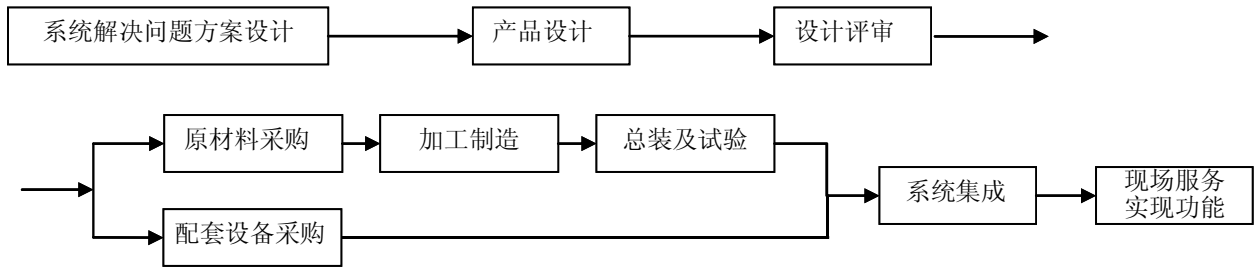 系统解决问题方案设计
产品设计
设计评审
原材料采购
加工制造
总装及试验
配套设备采购
系统集成
现场服务
实现功能